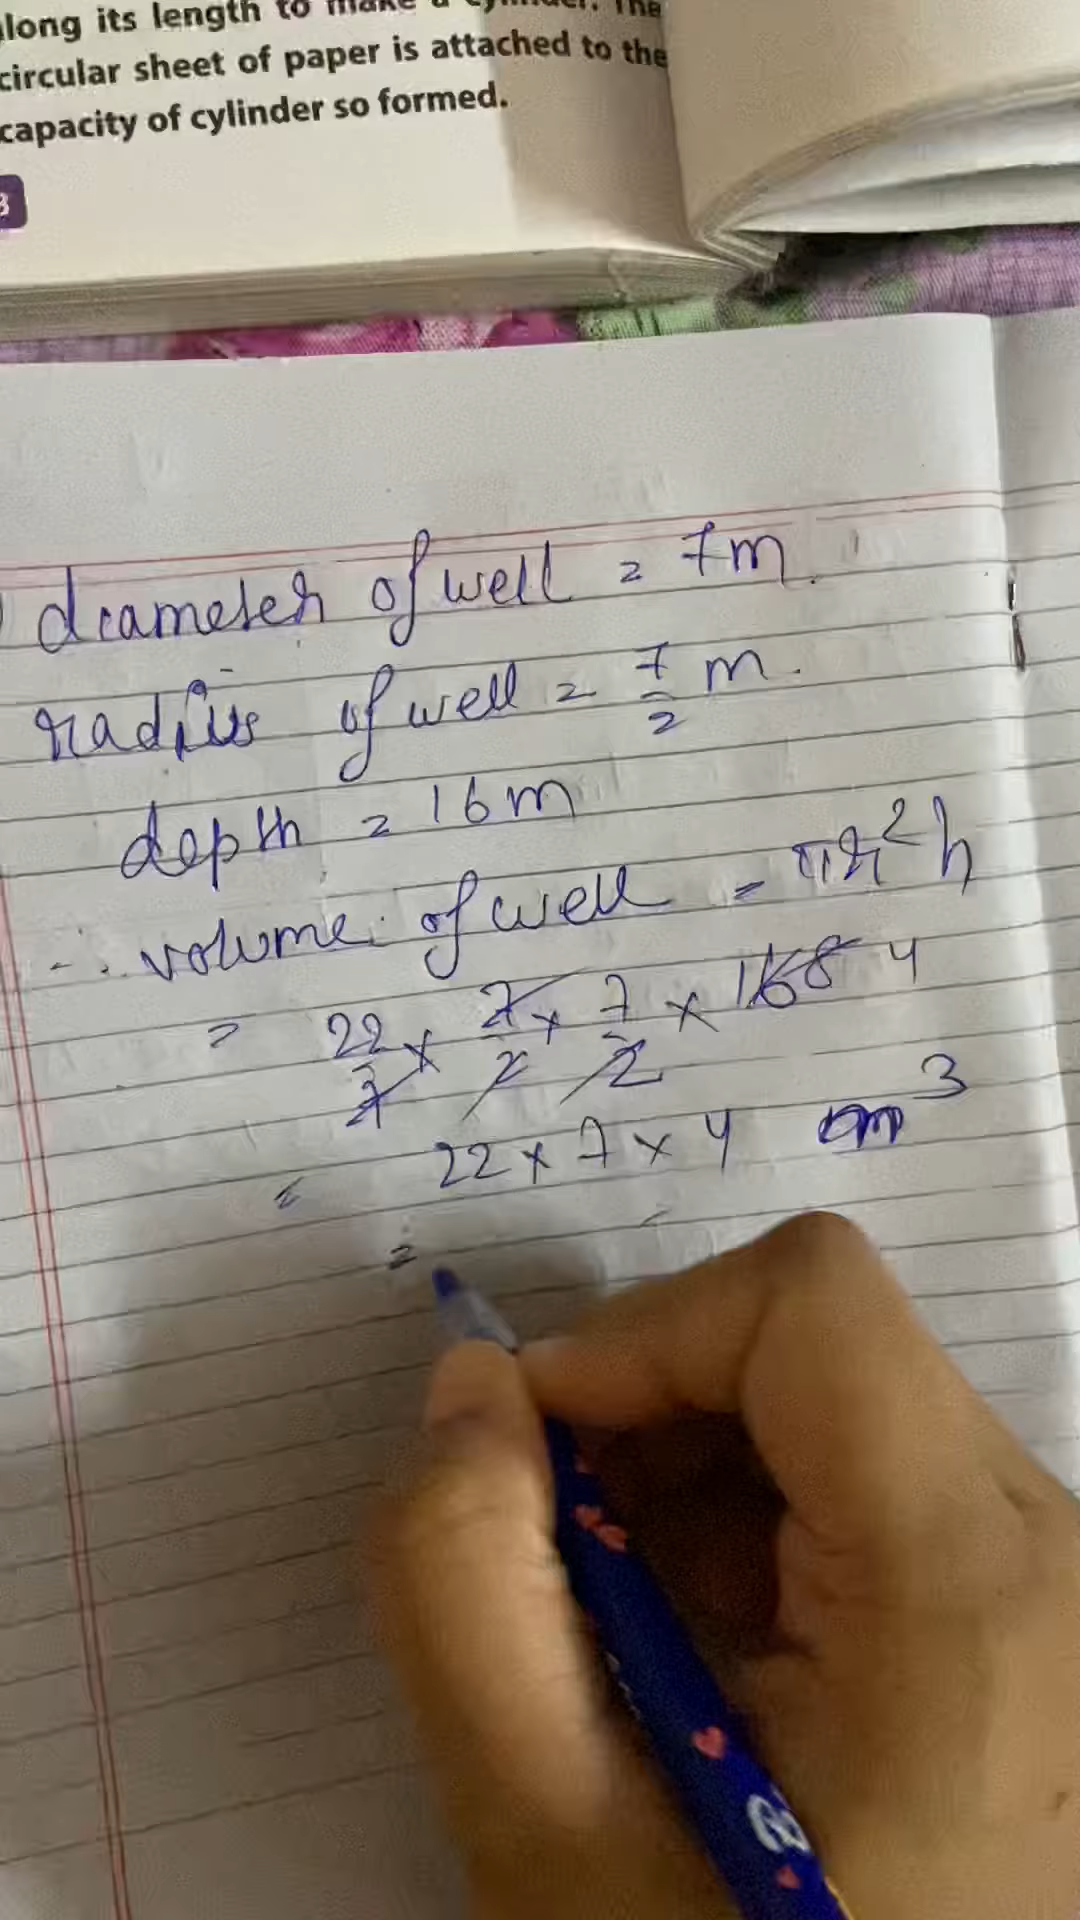 along its length to make a cylinder. The
circular sheet of paper is attached to the
capacity of cylinder so formed.
diameter of well = 7m.
radius of well = 7/2 m.
depth = 16m
∴ volume of well = πr²h
= 22/7 × 7/2 × 7/2 × 16 8 4
= 22 × 7 × 4 m³
=